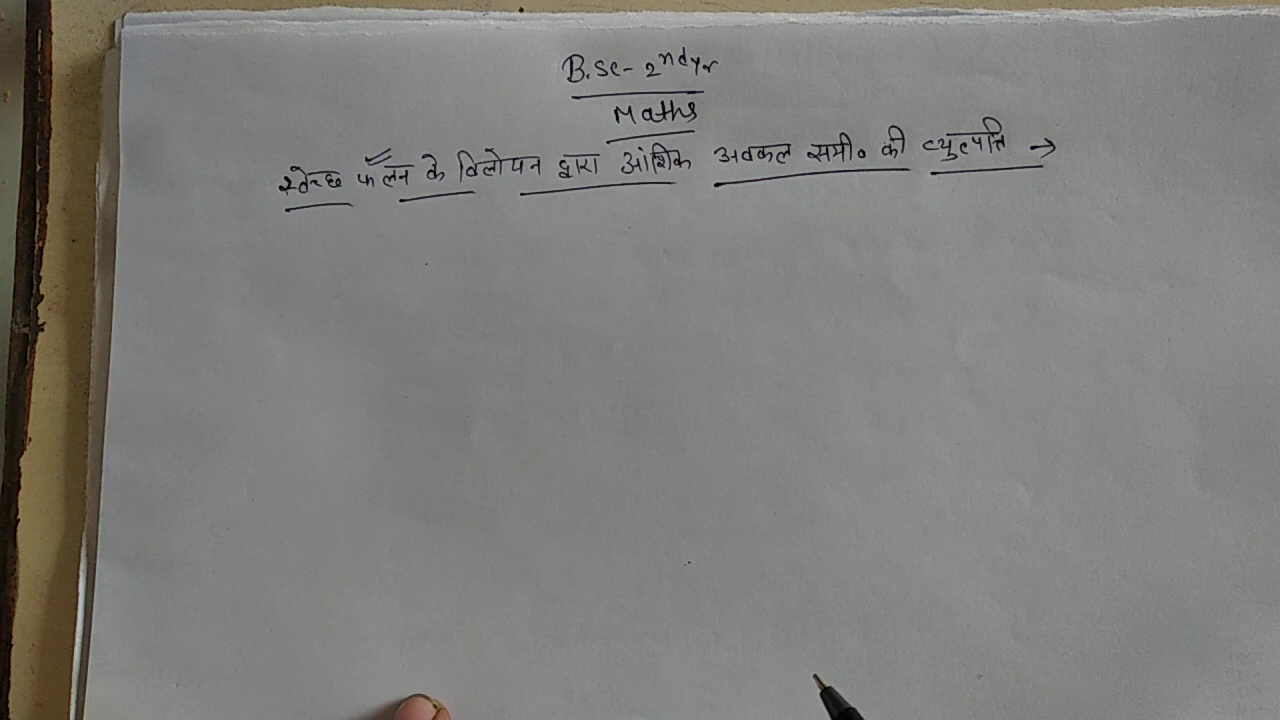 B.Sc- 2nd yr
Maths
स्वेच्छ फलन के विलोपन द्वारा आंशिक अवकल समी० की व्युत्पत्ति →